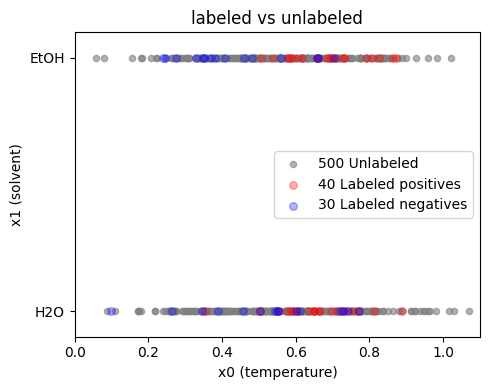 labeled vs unlabeled
EtOH
x1 (solvent)
500 Unlabeled
40 Labeled positives
30 Labeled negatives
H2O
0.0 0.2 0.4 0.6 0.8 1.0
x0 (temperature)